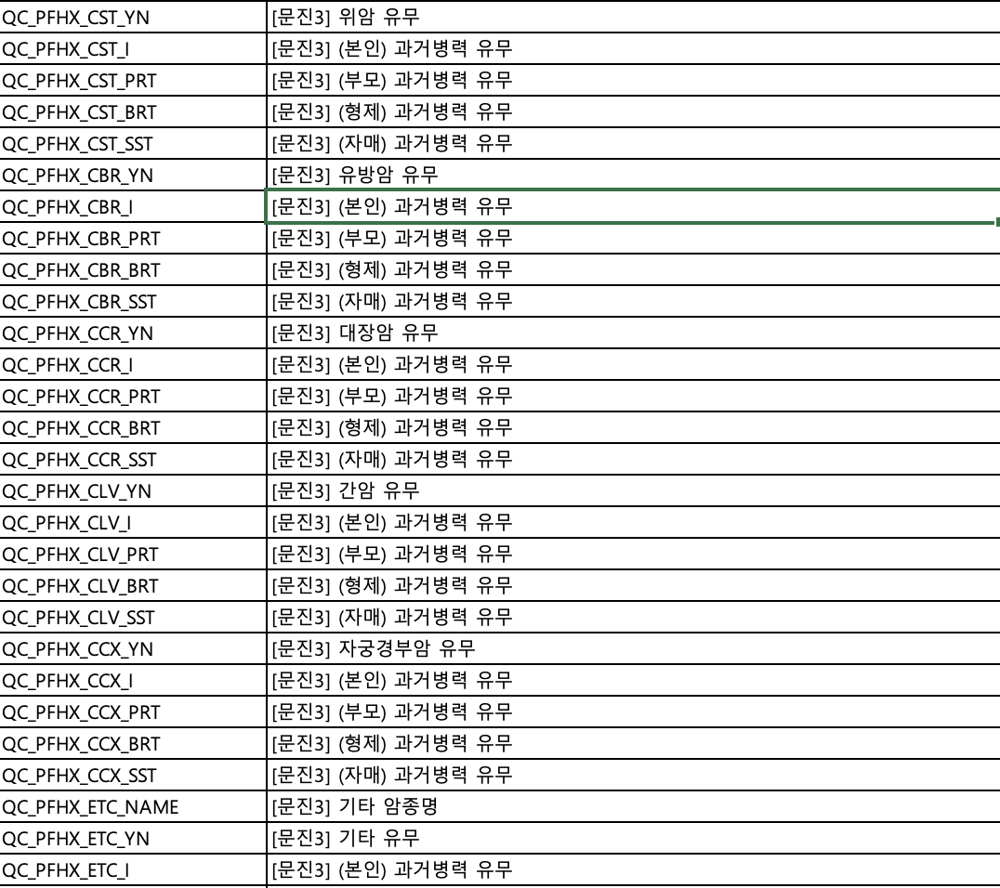 QC_PFHX_CST_YN [문진3] 위암 유무
QC_PFHX_CST_I [문진3] (본인) 과거병력 유무
QC_PFHX_CST_PRT [문진3] (부모) 과거병력 유무
QC_PFHX_CST_BRT [문진3] (형제) 과거병력 유무
QC_PFHX_CST_SST [문진3] (자매) 과거병력 유무
QC_PFHX_CBR_YN [문진3] 유방암 유무
QC_PFHX_CBR_I [문진3] (본인) 과거병력 유무
QC_PFHX_CBR_PRT [문진3] (부모) 과거병력 유무
QC_PFHX_CBR_BRT [문진3] (형제) 과거병력 유무
QC_PFHX_CBR_SST [문진3] (자매) 과거병력 유무
QC_PFHX_CCR_YN [문진3] 대장암 유무
QC_PFHX_CCR_I [문진3] (본인) 과거병력 유무
QC_PFHX_CCR_PRT [문진3] (부모) 과거병력 유무
QC_PFHX_CCR_BRT [문진3] (형제) 과거병력 유무
QC_PFHX_CCR_SST [문진3] (자매) 과거병력 유무
QC_PFHX_CLV_YN [문진3] 간암 유무
QC_PFHX_CLV_I [문진3] (본인) 과거병력 유무
QC_PFHX_CLV_PRT [문진3] (부모) 과거병력 유무
QC_PFHX_CLV_BRT [문진3] (형제) 과거병력 유무
QC_PFHX_CLV_SST [문진3] (자매) 과거병력 유무
QC_PFHX_CCX_YN [문진3] 자궁경부암 유무
QC_PFHX_CCX_I [문진3] (본인) 과거병력 유무
QC_PFHX_CCX_PRT [문진3] (부모) 과거병력 유무
QC_PFHX_CCX_BRT [문진3] (형제) 과거병력 유무
QC_PFHX_CCX_SST [문진3] (자매) 과거병력 유무
QC_PFHX_ETC_NAME [문진3] 기타 암종명
QC_PFHX_ETC_YN [문진3] 기타 유무
QC_PFHX_ETC_I [문진3] (본인) 과거병력 유무